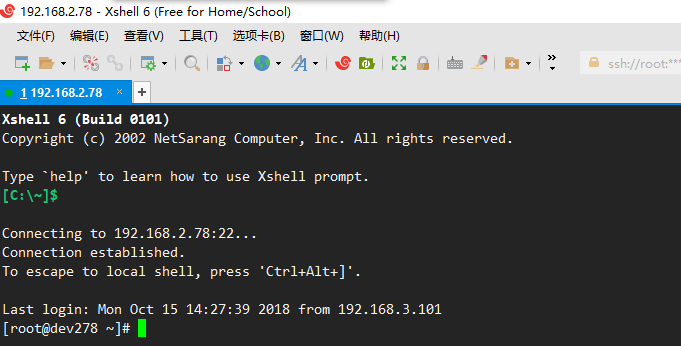 192.168.2.78 - Xshell 6 (Free for Home/School)
文件(F) 编辑(E) 查看(V) 工具(T) 选项卡(B) 窗口(W) 帮助(H)
ssh://root:***
1 192.168.2.78
Xshell 6 (Build 0101)
Copyright (c) 2002 NetSarang Computer, Inc. All rights reserved.
Type `help' to learn how to use Xshell prompt.
[C:\~]$
Connecting to 192.168.2.78:22...
Connection established.
To escape to local shell, press 'Ctrl+Alt+]'.
Last login: Mon Oct 15 14:27:39 2018 from 192.168.3.101
[root@dev278 ~]#